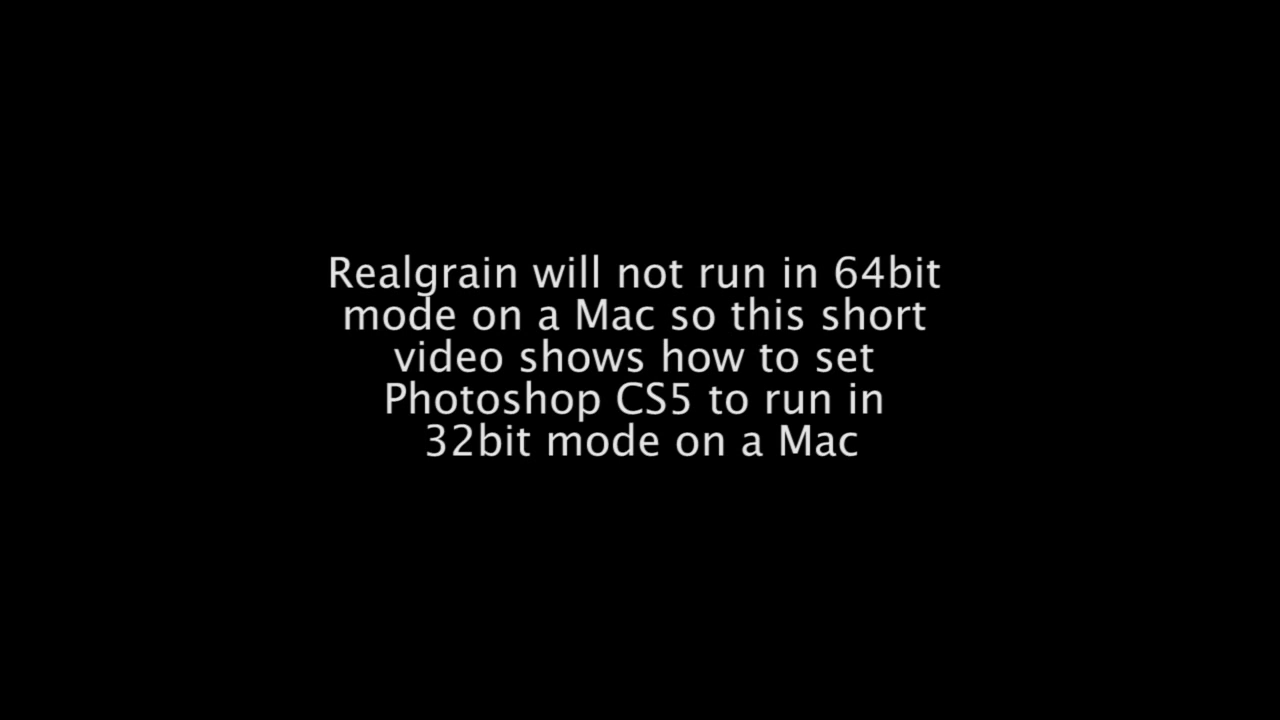 Realgrain will not run in 64bit
mode on a Mac so this short
video shows how to set
Photoshop CS5 to run in
32bit mode on a Mac